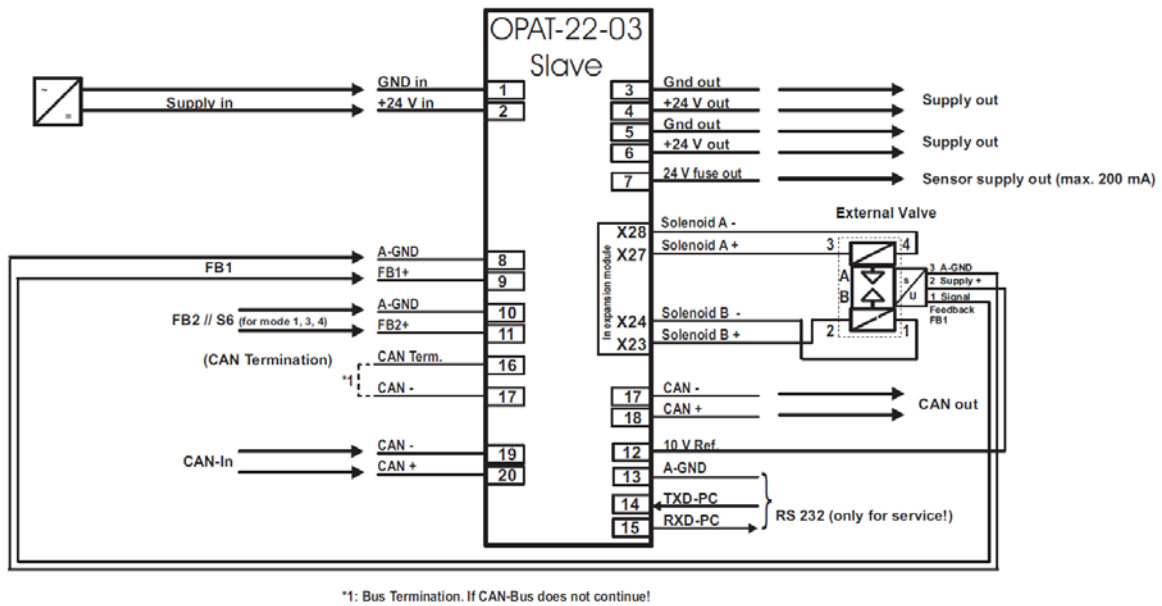 OPAT-22-03
Slave
GND in
1
Supply in
+24 V in
2
3
Gnd out
4
+24 V out
Supply out
5
Gnd out
6
+24 V out
Supply out
7
24 V fuse out
Sensor supply out (max. 200 mA)
External Valve
In expansion module
X28
Solenoid A -
X27
Solenoid A +
X24
Solenoid B -
X23
Solenoid B +
3
4
A
B
2
1
s
U
3 A-GND
2 Supply +
1 Signal
Feedback
FB1
FB1
A-GND
8
FB1+
9
FB2 // S6 (for mode 1, 3, 4)
A-GND
10
FB2+
11
(CAN Termination)
*1
CAN Term.
16
CAN -
17
CAN-In
CAN -
19
CAN +
20
17
CAN -
18
CAN +
CAN out
12
10 V Ref.
13
A-GND
14
TXD-PC
15
RXD-PC
RS 232 (only for service!)
*1: Bus Termination. If CAN-Bus does not continue!